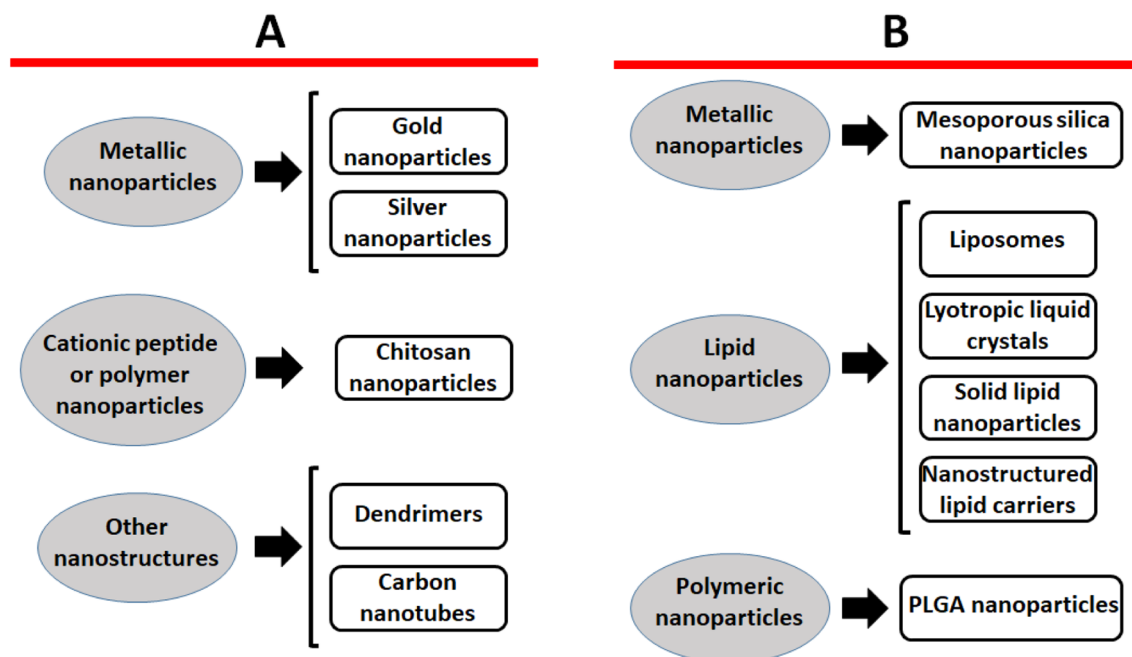 A
Metallic
nanoparticles
Gold
nanoparticles
Silver
nanoparticles
Cationic peptide
or polymer
nanoparticles
Chitosan
nanoparticles
Other
nanostructures
Dendrimers
Carbon
nanotubes
B
Metallic
nanoparticles
Mesoporous silica
nanoparticles
Lipid
nanoparticles
Liposomes
Lyotropic liquid
crystals
Solid lipid
nanoparticles
Nanostructured
lipid carriers
Polymeric
nanoparticles
PLGA nanoparticles